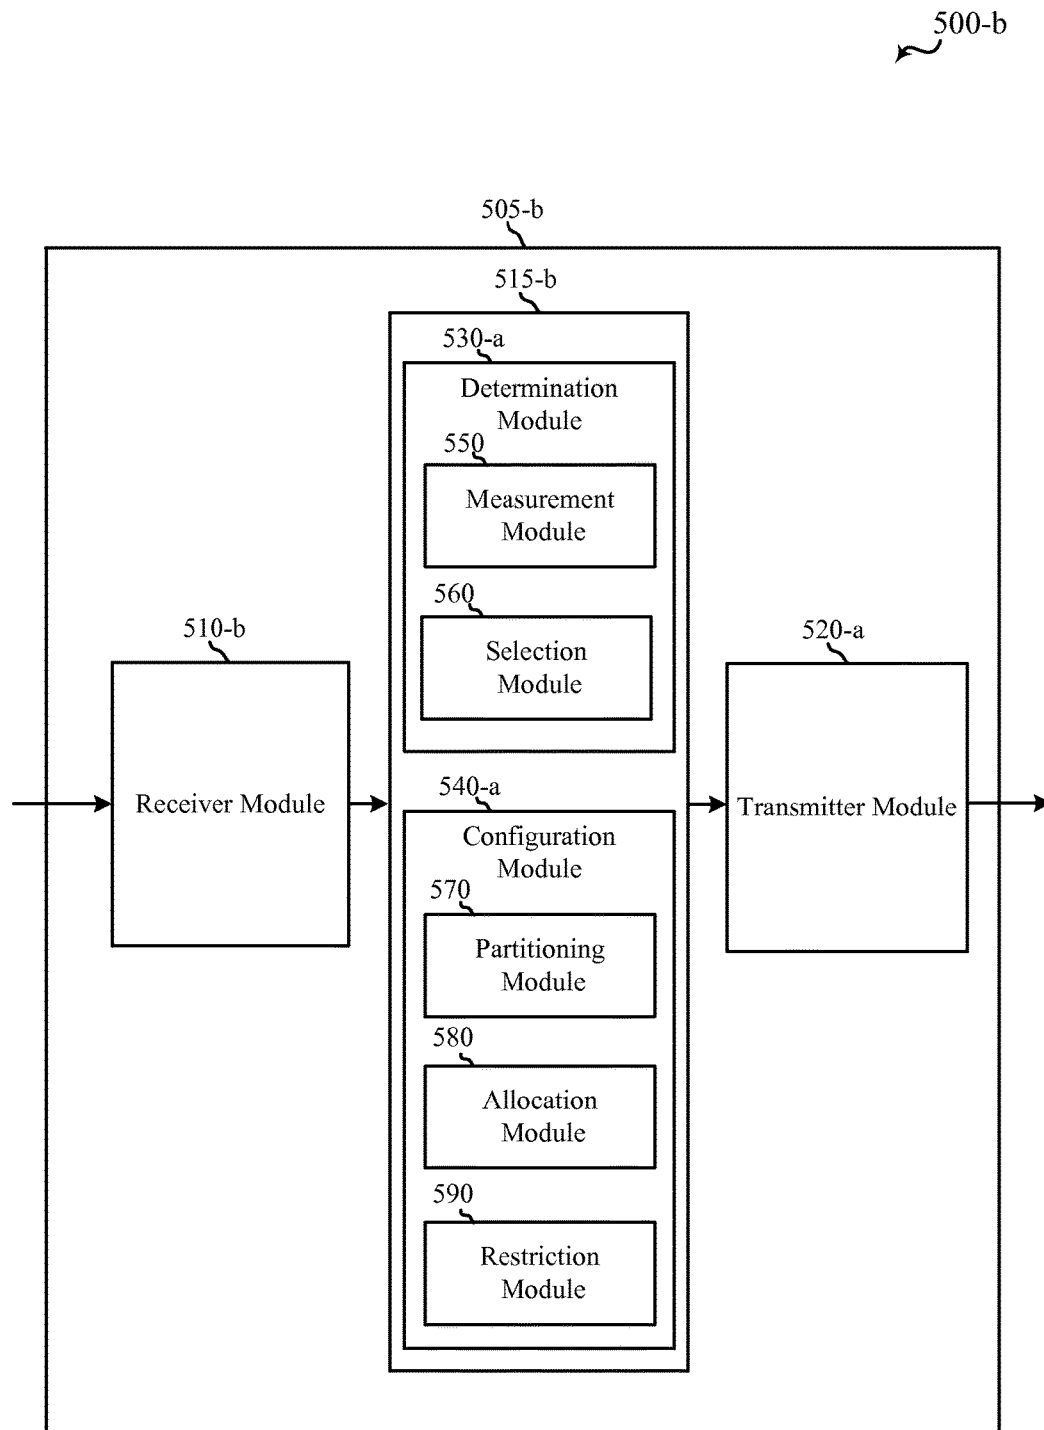 500-b
505-b
515-b
530-a
Determination
Module
550
Measurement
Module
560
Selection
Module
510-b
Receiver Module
520-a
Transmitter Module
540-a
Configuration
Module
570
Partitioning
Module
580
Allocation
Module
590
Restriction
Module